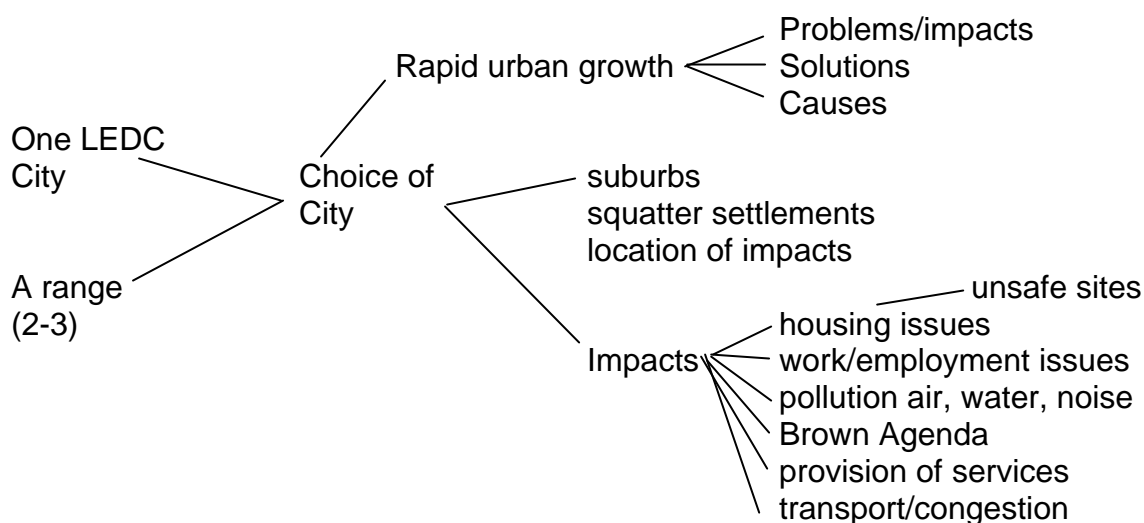 Problems/impacts
Rapid urban growth
Solutions
Causes
One LEDC
City
Choice of
City
suburbs
squatter settlements
location of impacts
A range
(2-3)
unsafe sites
housing issues
Impacts
work/employment issues
pollution air, water, noise
Brown Agenda
provision of services
transport/congestion